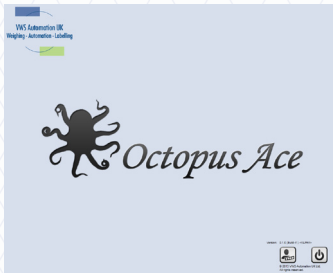 VWS Automation UK
Weighing - Automation - Labelling
Octopus Ace